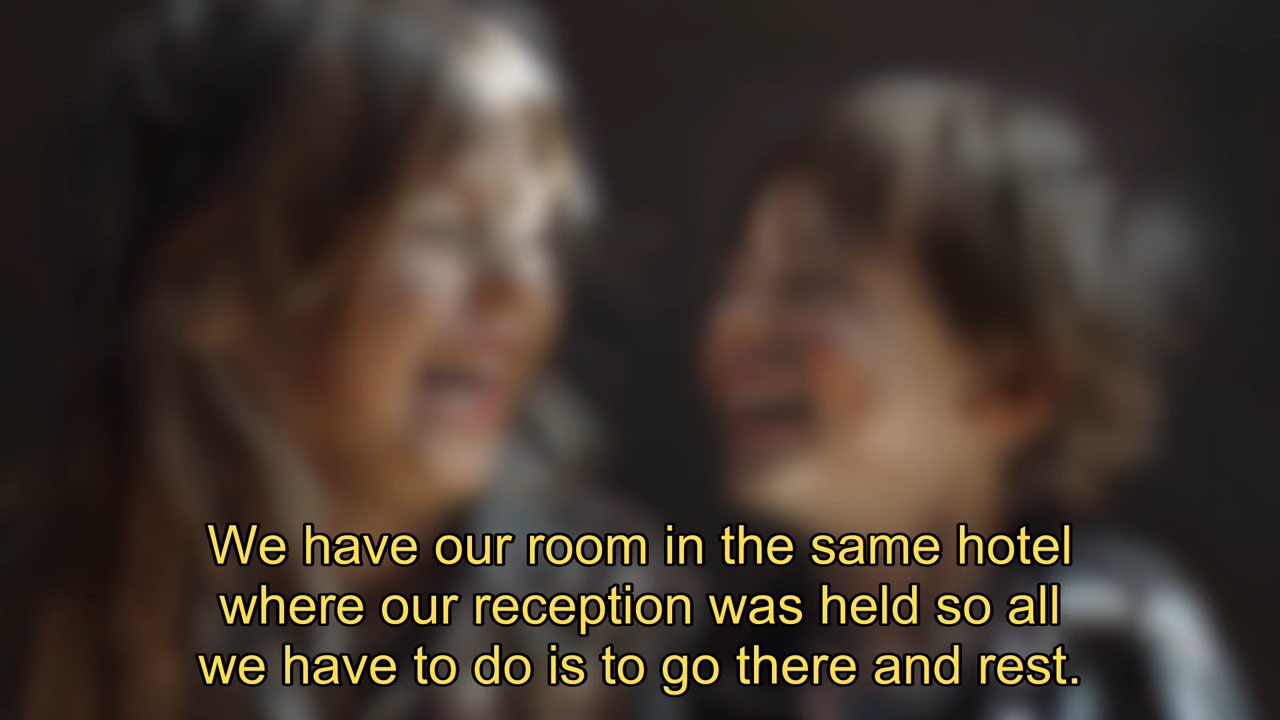 We have our room in the same hotel
where our reception was held so all
we have to do is to go there and rest.